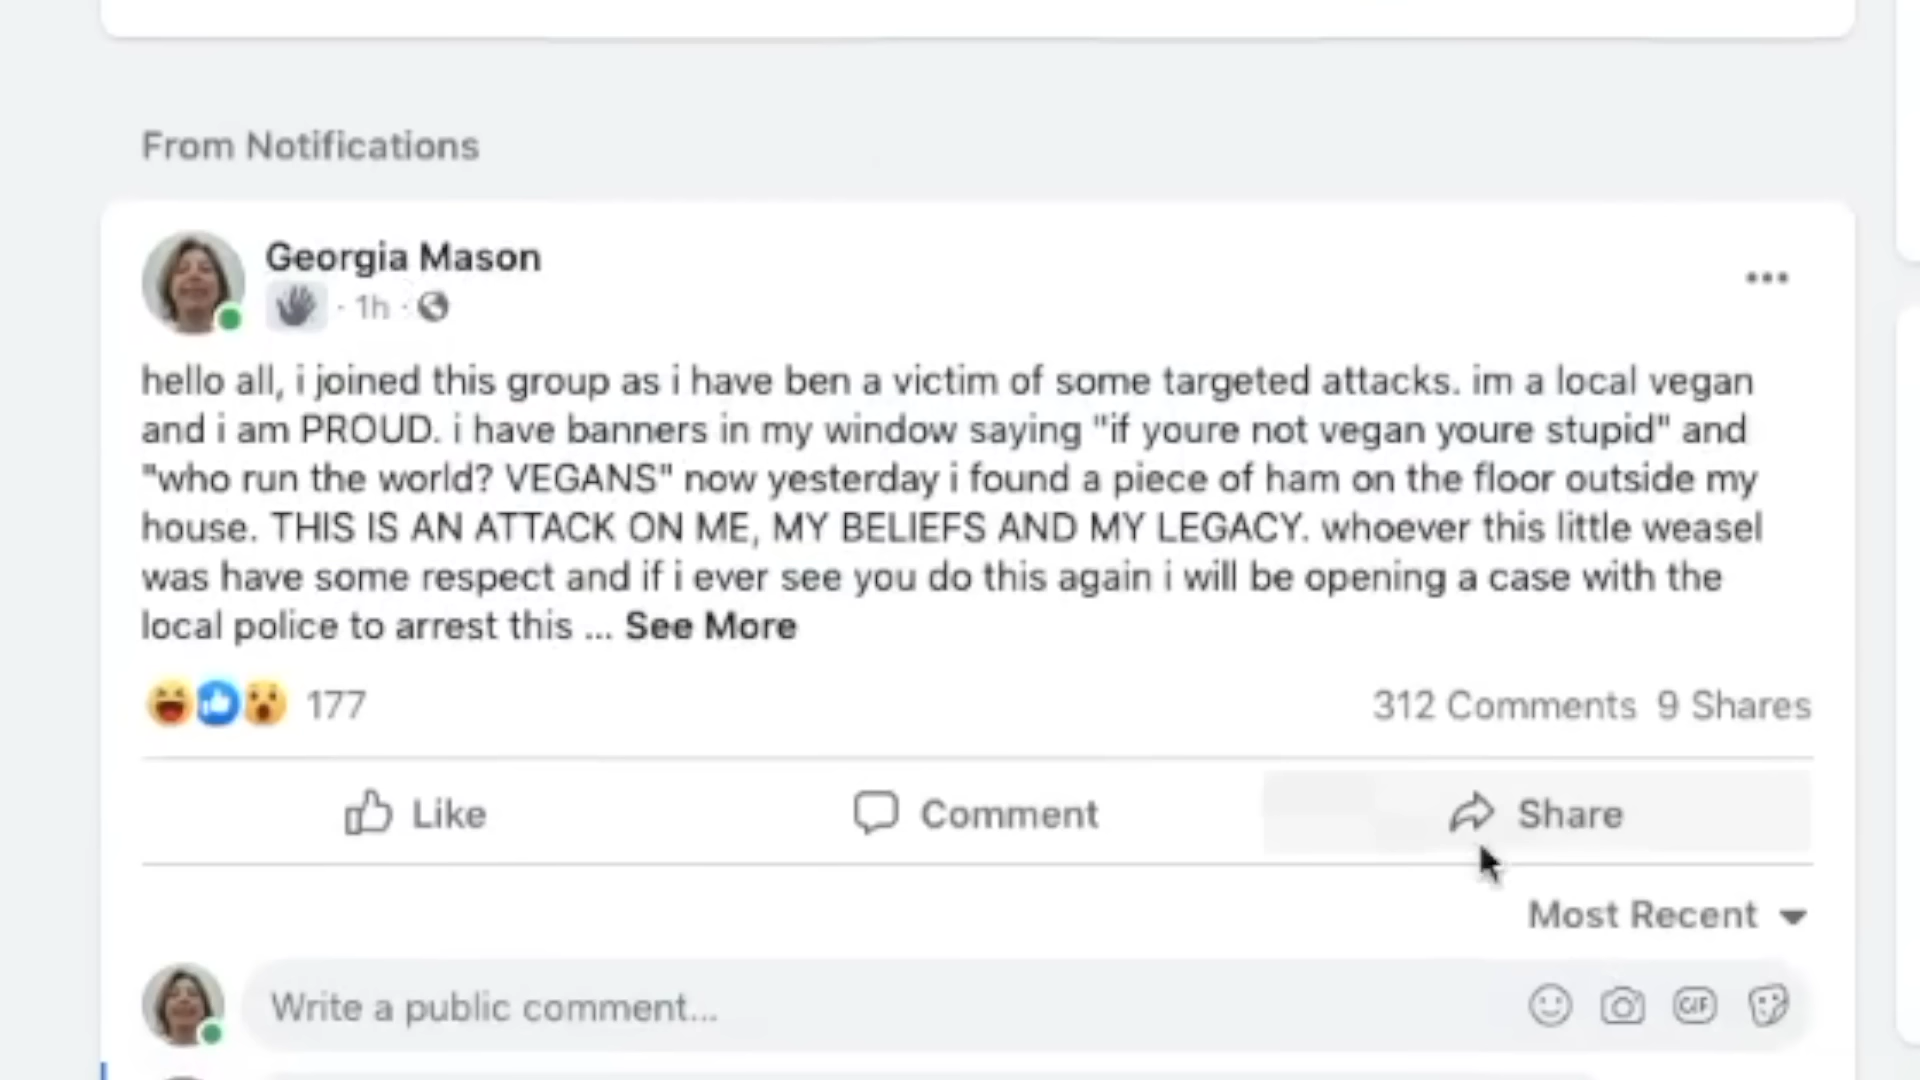 From Notifications
Georgia Mason
· 1h ·
hello all, i joined this group as i have ben a victim of some targeted attacks. im a local vegan
and i am PROUD. i have banners in my window saying "if youre not vegan youre stupid" and
"who run the world? VEGANS" now yesterday i found a piece of ham on the floor outside my
house. THIS IS AN ATTACK ON ME, MY BELIEFS AND MY LEGACY. whoever this little weasel
was have some respect and if i ever see you do this again i will be opening a case with the
local police to arrest this ... See More
177
312 Comments 9 Shares
Like
Comment
Share
Most Recent
Write a public comment...
GIF